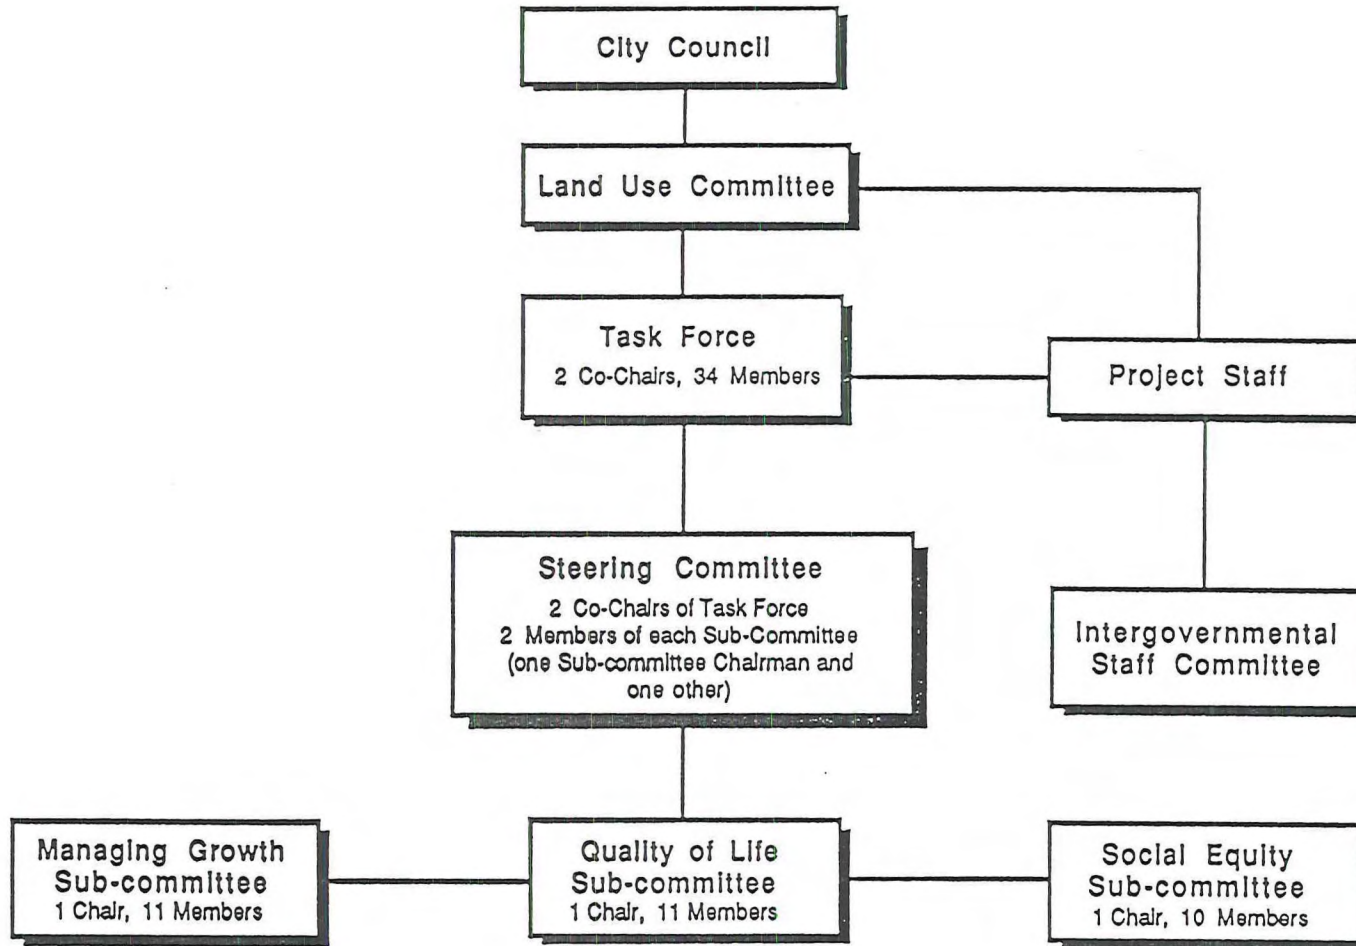 City Council
Land Use Committee
Task Force
2 Co-Chairs, 34 Members
Project Staff
Steering Committee
2 Co-Chairs of Task Force
2 Members of each Sub-Committee
(one Sub-committee Chairman and
one other)
Intergovernmental
Staff Committee
Managing Growth
Sub-committee
1 Chair, 11 Members
Quality of Life
Sub-committee
1 Chair, 11 Members
Social Equity
Sub-committee
1 Chair, 10 Members